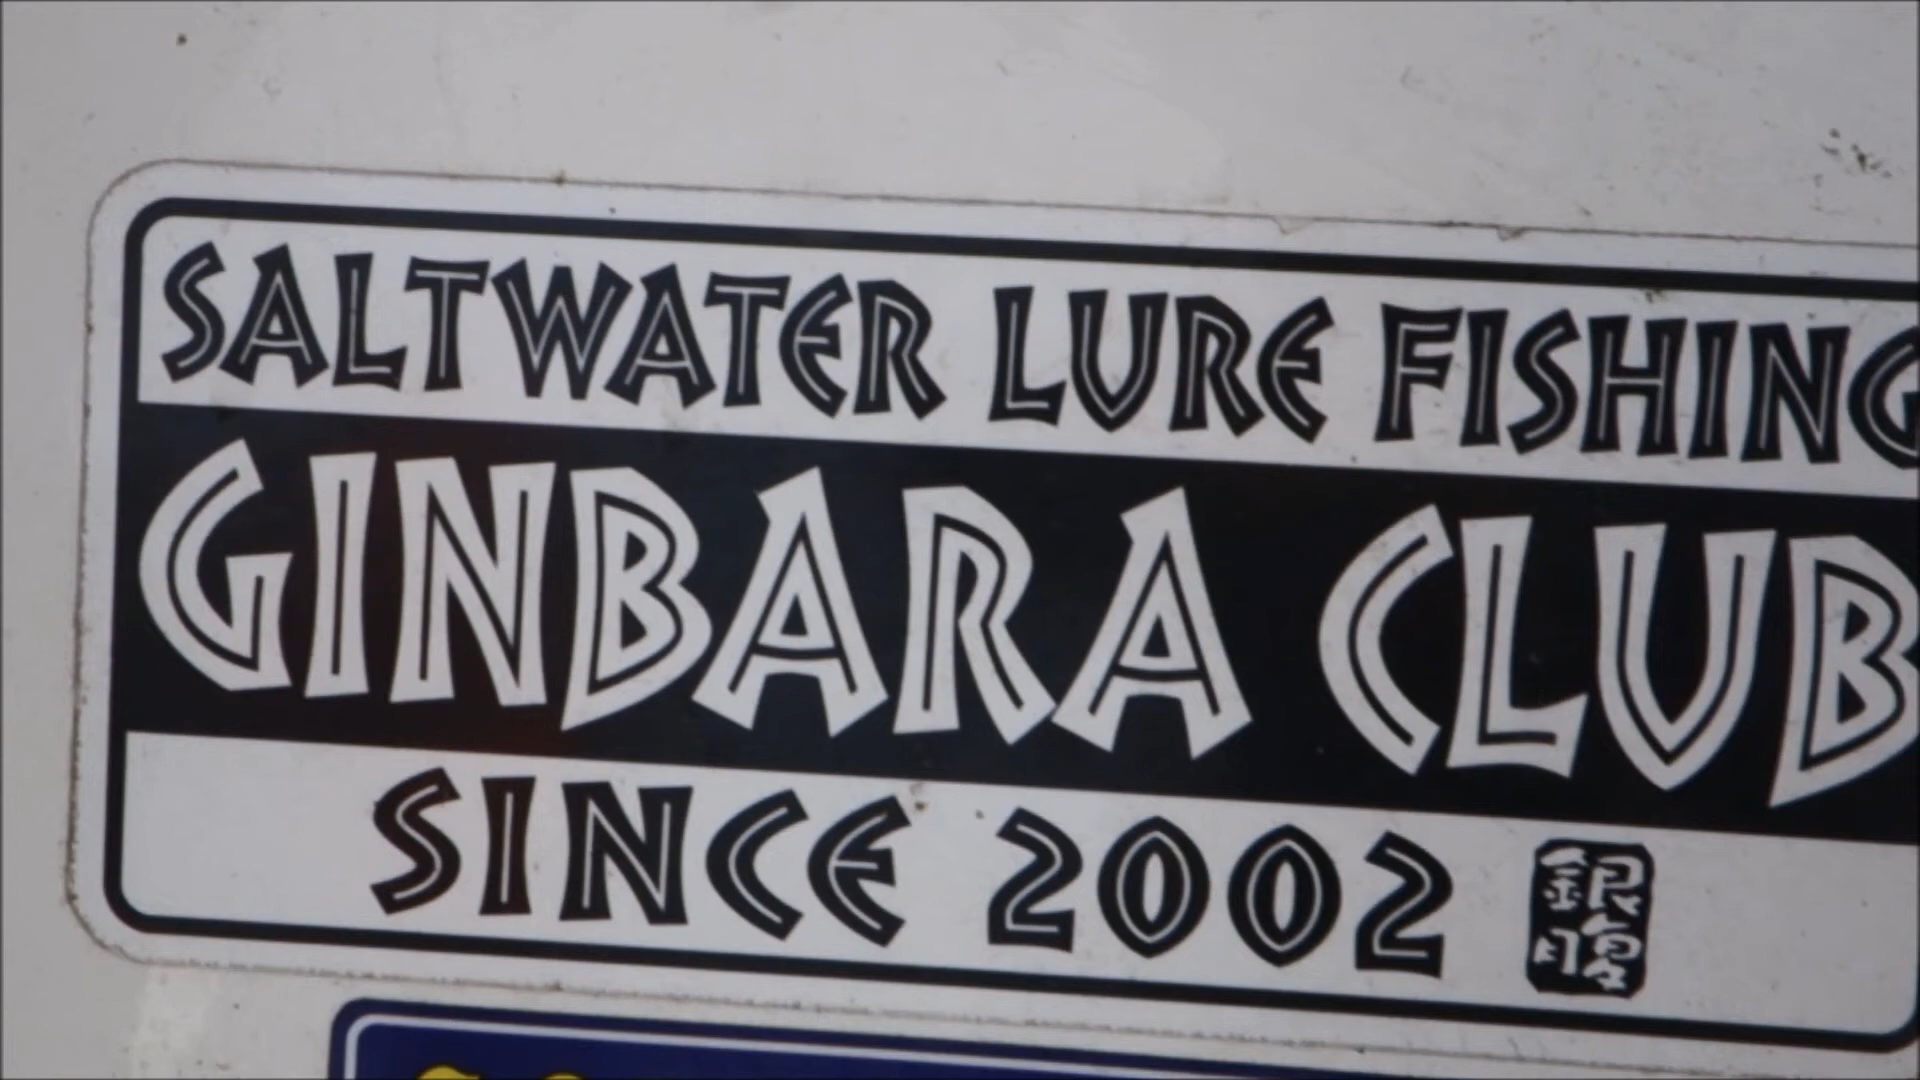 SALTWATER LURE FISHING
GINBARA CLUB
SINCE 2002 銀腹